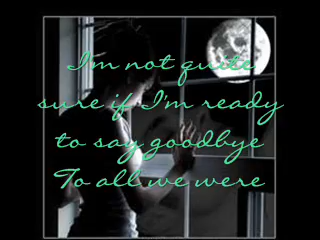 I'm not quite
sure if I'm ready
to say goodbye
To all we were